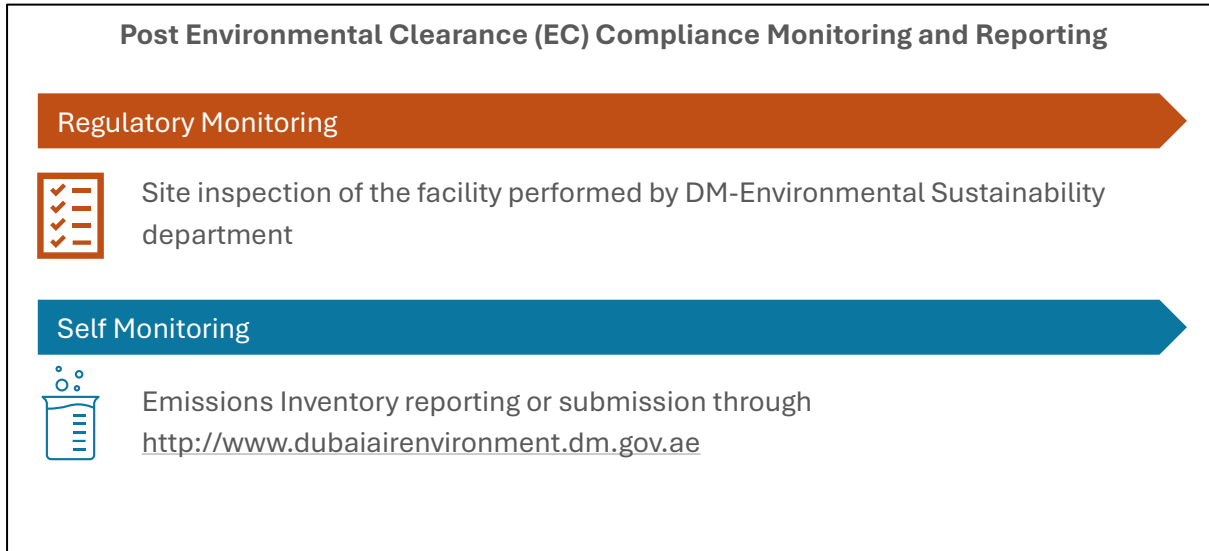 Post Environmental Clearance (EC) Compliance Monitoring and Reporting
Regulatory Monitoring
Site inspection of the facility performed by DM-Environmental Sustainability
department
Self Monitoring
Emissions Inventory reporting or submission through
http://www.dubaiairenvironment.dm.gov.ae